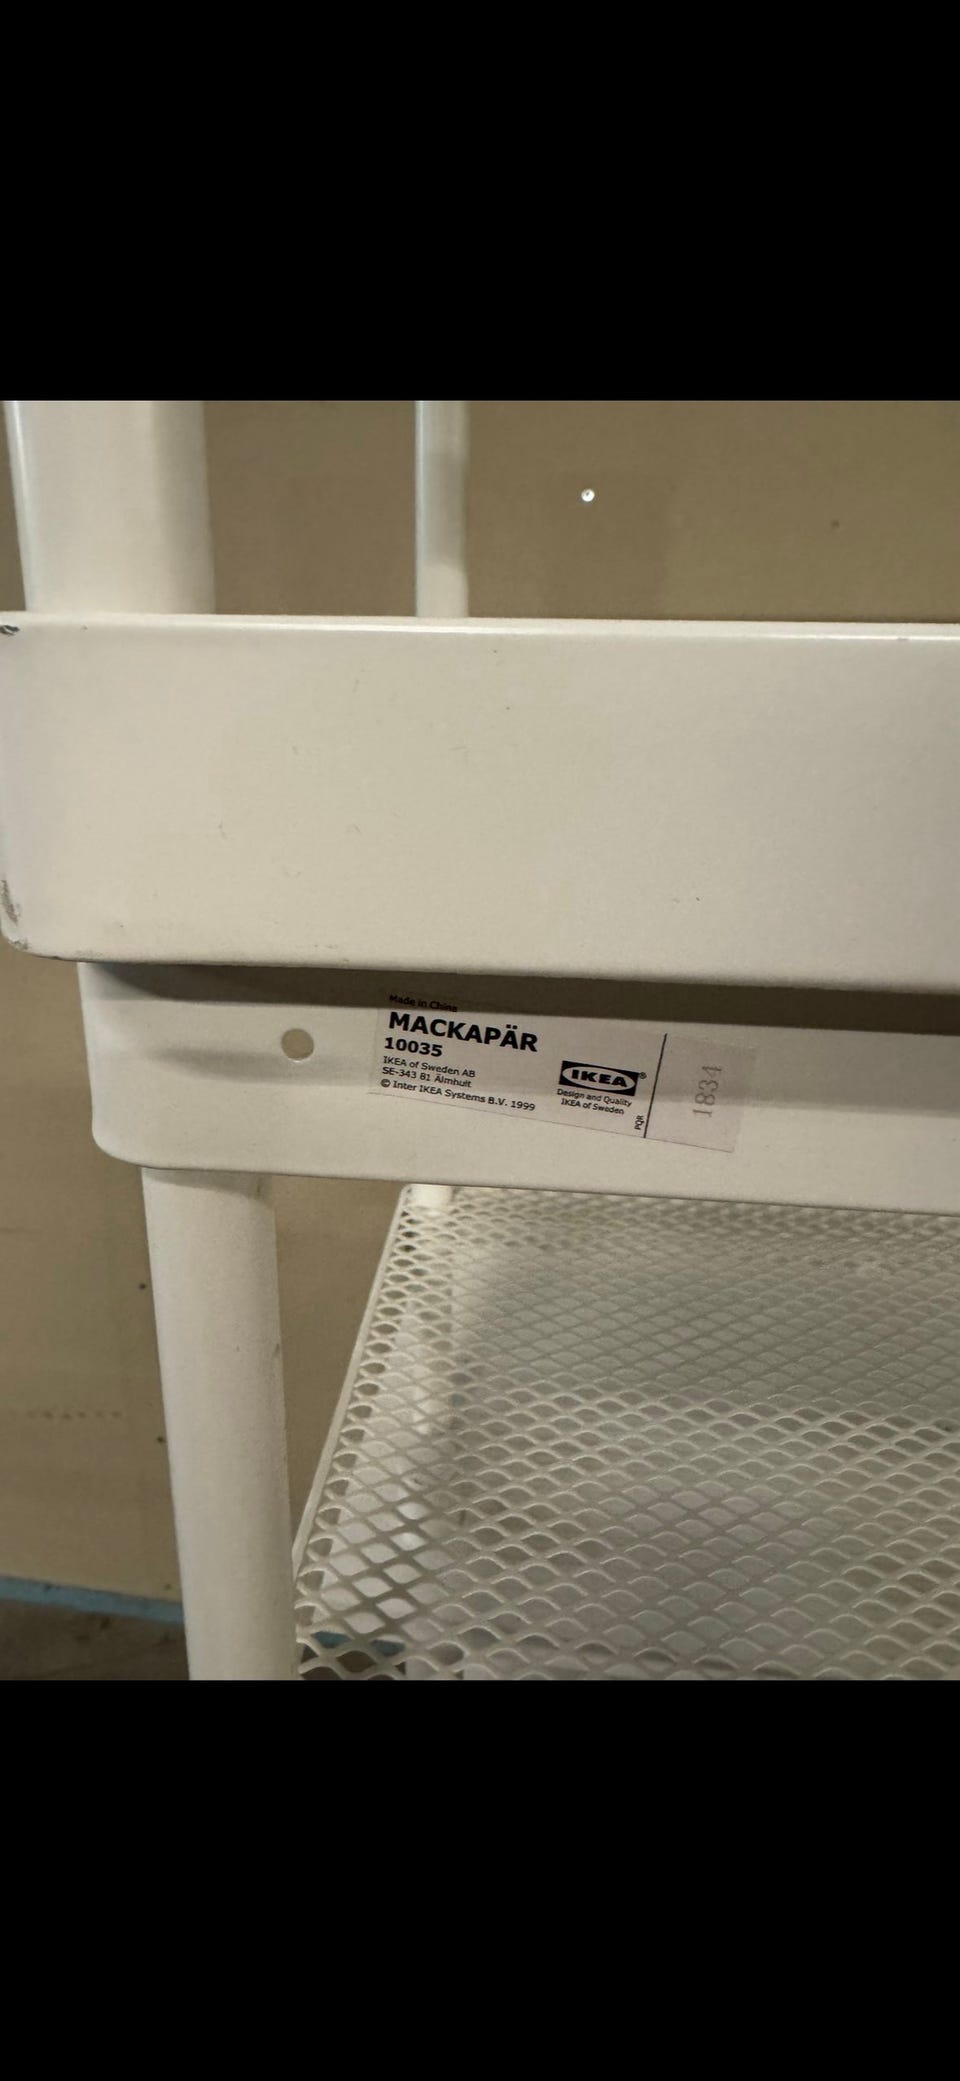 Made in China
MACKAPÄR
10035
IKEA of Sweden AB
SE-343 81 Älmhult
© Inter IKEA Systems B.V. 1999
IKEA®
Design and Quality
IKEA of Sweden
PQR
1834